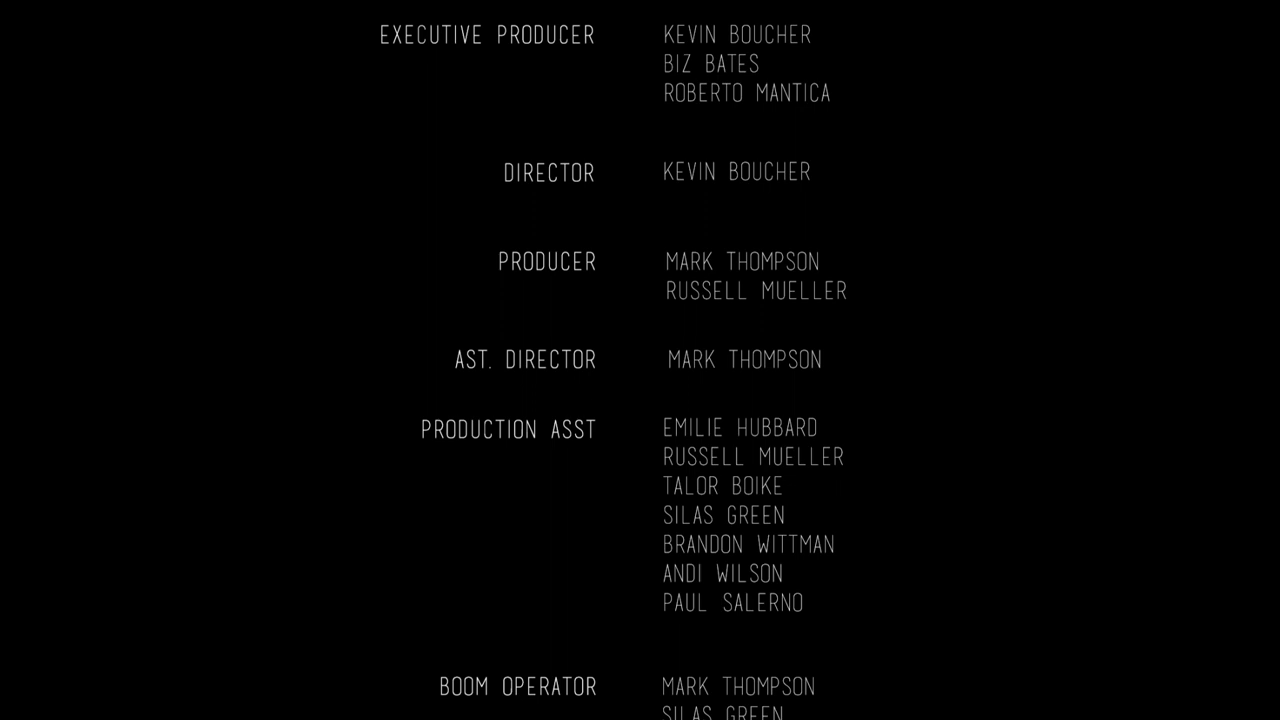 EXECUTIVE PRODUCER KEVIN BOUCHER
BIZ BATES
ROBERTO MANTICA
DIRECTOR KEVIN BOUCHER
PRODUCER MARK THOMPSON
RUSSELL MUELLER
AST. DIRECTOR MARK THOMPSON
PRODUCTION ASST EMILIE HUBBARD
RUSSELL MUELLER
TALOR BOIKE
SILAS GREEN
BRANDON WITTMAN
ANDI WILSON
PAUL SALERNO
BOOM OPERATOR MARK THOMPSON
SILAS GREEN